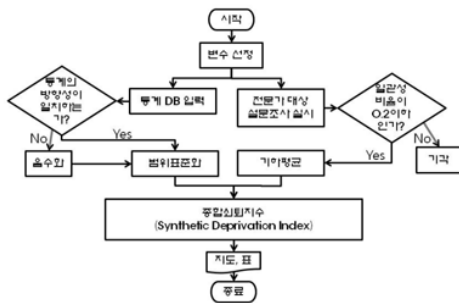 시작
변수 선정
통계의
방향성이
일치하는
가?
통계 DB 입력
전문가 대상
설문조사 실시
일관성
비율이
0.2이하
인가?
No
Yes
Yes
No
음수화
범위표준화
기하평균
기각
종합쇠퇴지수
(Synthetic Deprivation Index)
지도, 표
종료